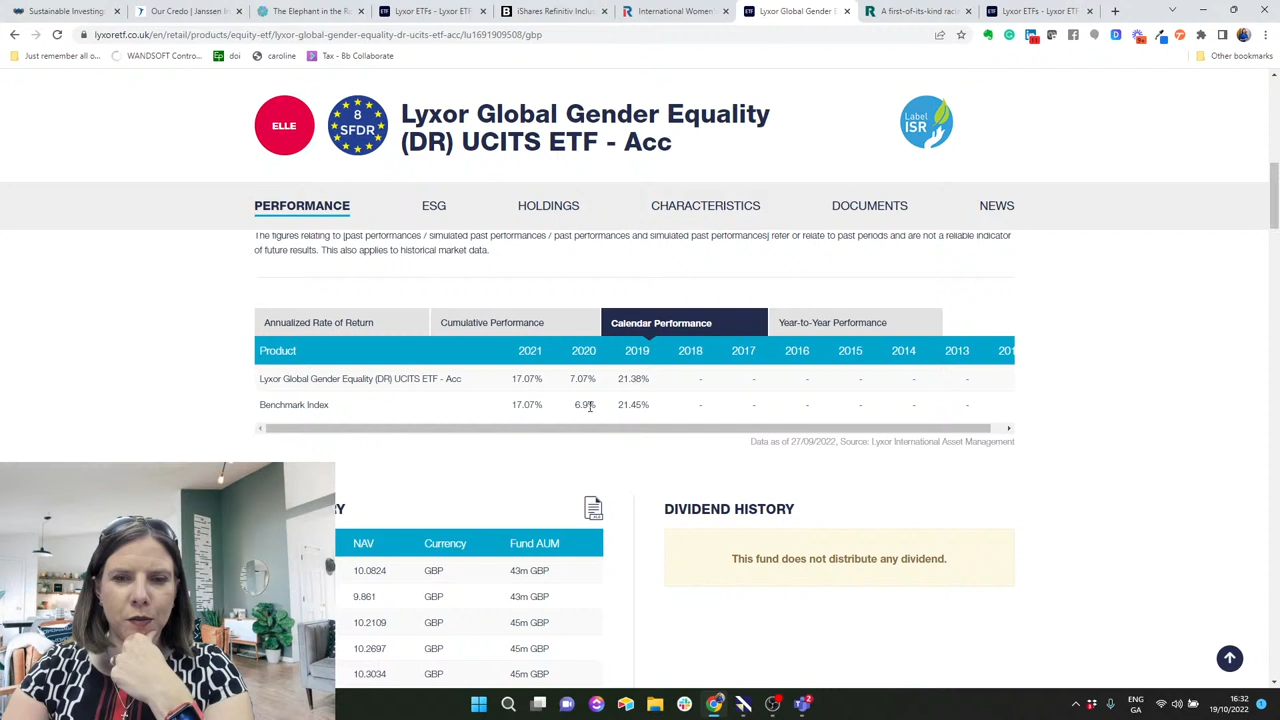 Sustainable Investing
Our Credo | Janssen In
The Elephant in the R
ETF
Lyxor ETFs - Lyxor ETF
iShares Refinitiv Inclus
International Women
ETF
Lyxor Global Gender E
A first-of-its-kind racia
ETF
Lyxor ETFs - Lyxor ETF
lyxoretf.co.uk/en/retail/products/equity-etf/lyxor-global-gender-equality-dr-ucits-etf-acc/lu1691909508/gbp
Just remember all o...
WANDSOFT Contro...
doi
caroline
Tax - Bb Collaborate
Other bookmarks
ELLE
8
SFDR
Lyxor Global Gender Equality
(DR) UCITS ETF - Acc
Label
ISR
PERFORMANCE ESG HOLDINGS CHARACTERISTICS DOCUMENTS NEWS
The figures relating to [past performances / simulated past performances / past performances and simulated past performances] refer or relate to past periods and are not a reliable indicator
of future results. This also applies to historical market data.
Annualized Rate of Return Cumulative Performance Calendar Performance Year-to-Year Performance
Product 2021 2020 2019 2018 2017 2016 2015 2014 2013 201
Lyxor Global Gender Equality (DR) UCITS ETF - Acc 17.07% 7.07% 21.38% - - - - - -
Benchmark Index 17.07% 6.9% 21.45% - - - - - -
Data as of 27/09/2022, Source: Lyxor International Asset Management
RY
NAV Currency Fund AUM
10.0824 GBP 43m GBP
9.861 GBP 43m GBP
10.2109 GBP 45m GBP
10.2697 GBP 45m GBP
10.3034 GBP 45m GBP
DIVIDEND HISTORY
This fund does not distribute any dividend.
ENG
GA
16:32
19/10/2022